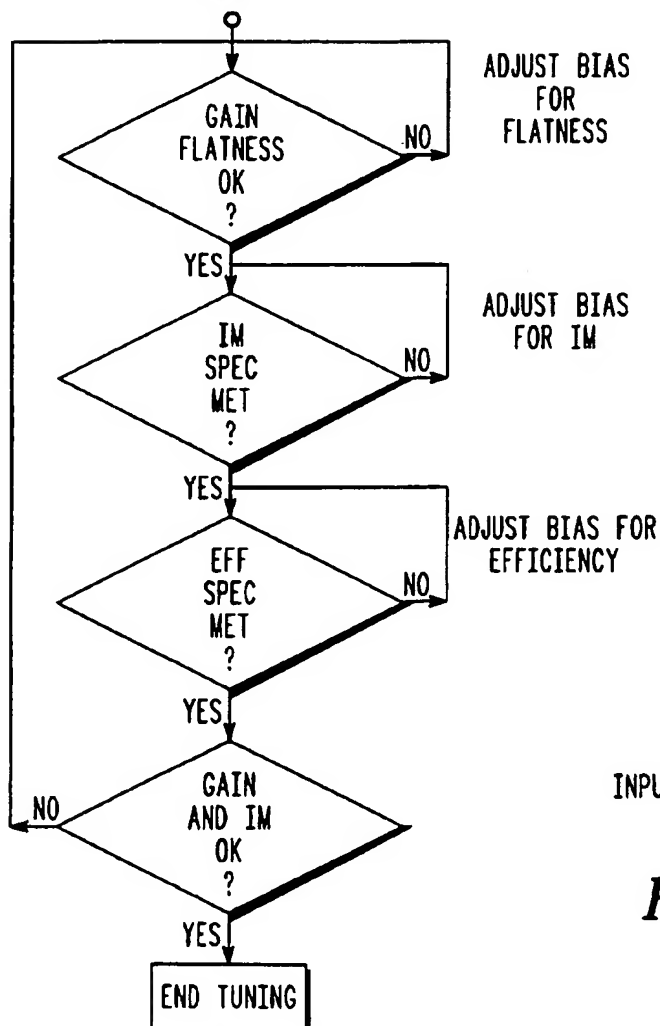 GAIN
FLATNESS
OK
?
NO
ADJUST BIAS
FOR
FLATNESS
YES
IM
SPEC
MET
?
NO
ADJUST BIAS
FOR IM
YES
EFF
SPEC
MET
?
NO
ADJUST BIAS FOR
EFFICIENCY
YES
GAIN
AND IM
OK
?
NO
YES
END TUNING
INPU